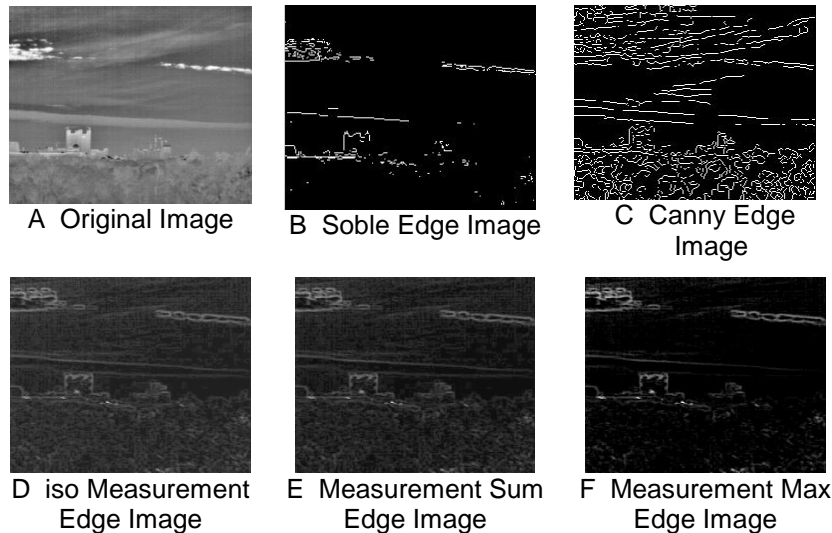 A Original Image
B Soble Edge Image
C Canny Edge
Image
D iso Measurement
Edge Image
E Measurement Sum
Edge Image
F Measurement Max
Edge Image